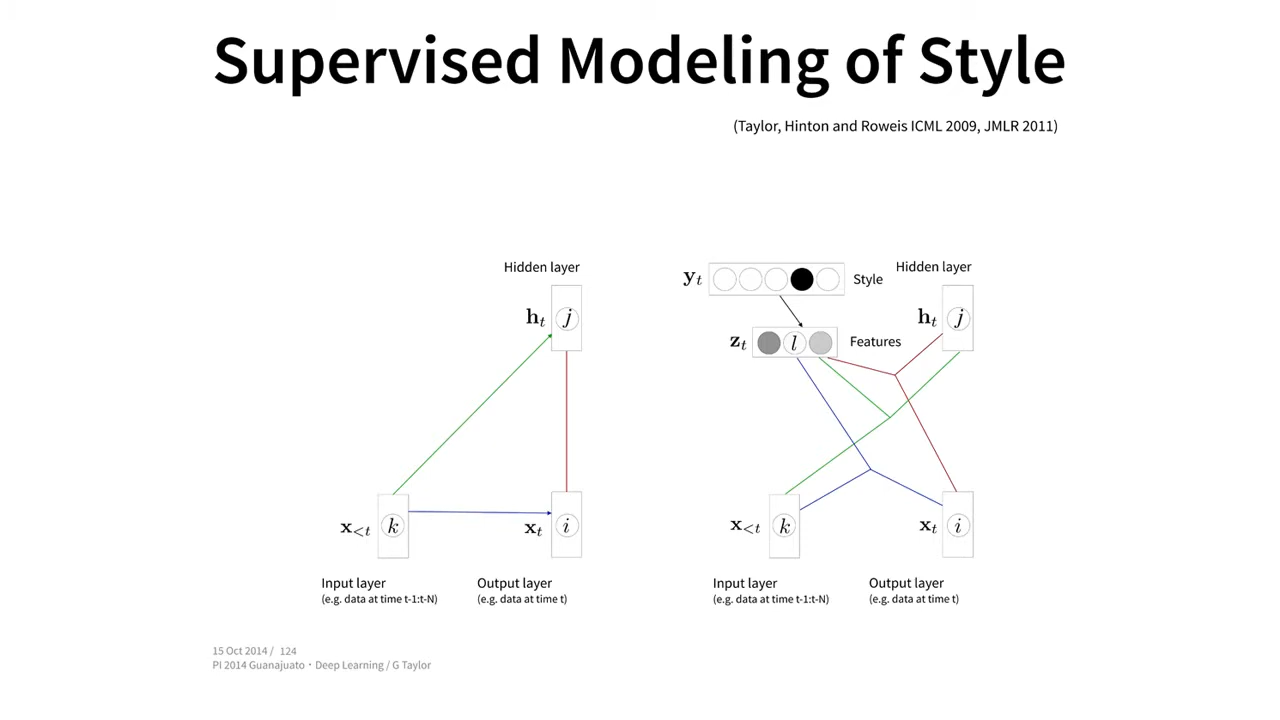 Supervised Modeling of Style
(Taylor, Hinton and Roweis ICML 2009, JMLR 2011)
Hidden layer
h_t
j
x_{<t}
k
x_t
i
Input layer
(e.g. data at time t-1:t-N)
Output layer
(e.g. data at time t)
y_t
Style
Hidden layer
z_t
l
Features
h_t
j
x_{<t}
k
x_t
i
Input layer
(e.g. data at time t-1:t-N)
Output layer
(e.g. data at time t)
15 Oct 2014 / 124
PI 2014 Guanajuato · Deep Learning / G Taylor